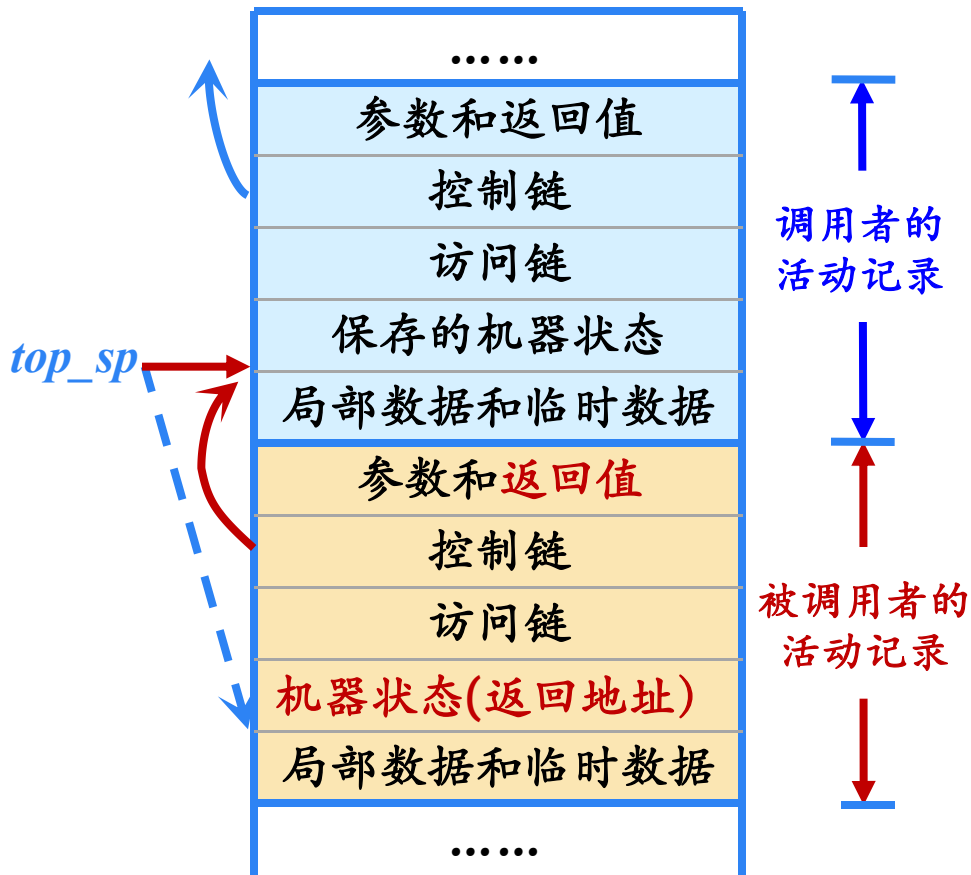 ……
参数和返回值
控制链
访问链
保存的机器状态
局部数据和临时数据
参数和返回值
控制链
访问链
机器状态(返回地址）
局部数据和临时数据
……
top_sp
调用者的
活动记录
被调用者的
活动记录